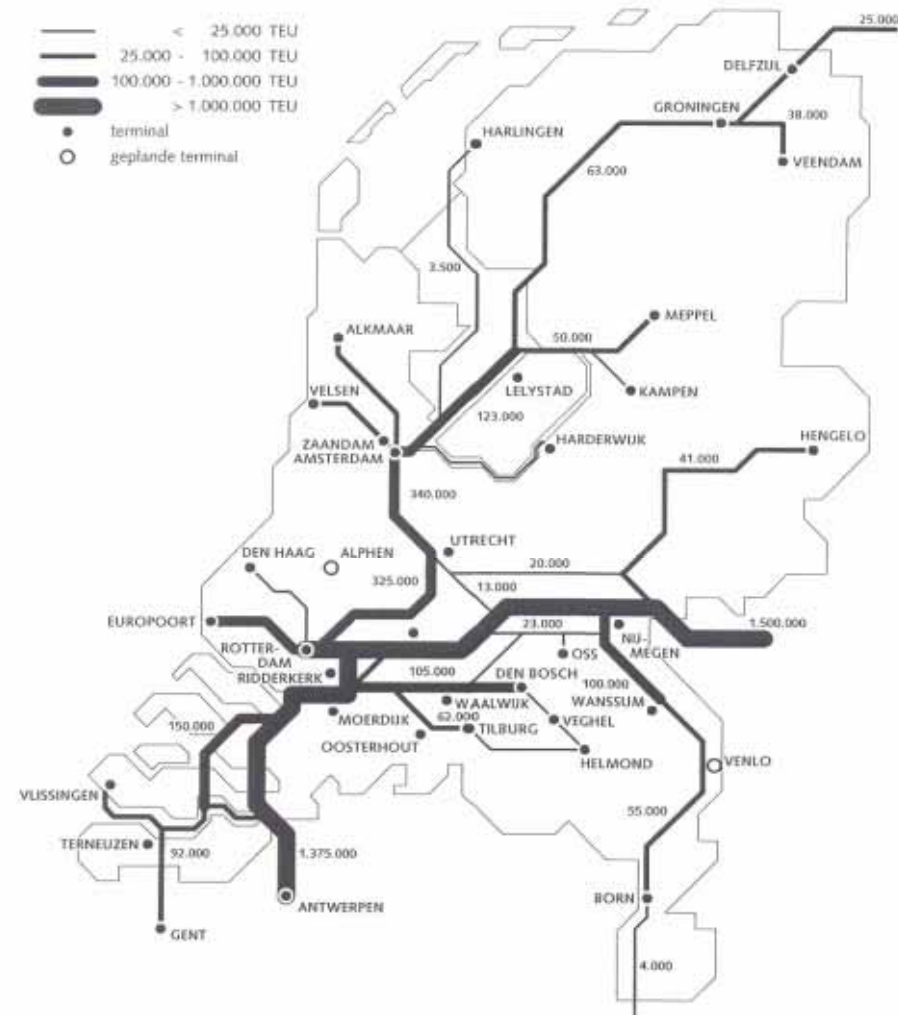 < 25.000 TEU
25.000 - 100.000 TEU
100.000 - 1.000.000 TEU
> 1.000.000 TEU
terminal
geplande terminal
25.000
DELFZIJL
GRONINGEN
38.000
HARLINGEN
VEENDAM
63.000
3.500
MEPPEL
ALKMAAR
50.000
LELYSTAD
KAMPEN
VELSEN
123.000
ZAANDAM
HARDERWIJK
HENGELO
AMSTERDAM
41.000
340.000
UTRECHT
DEN HAAG
ALPHEN
20.000
325.000
13.000
EUROPOORT
23.000
1.500.000
ROTTER-
DAM
NIJ-
MEGEN
OSS
RIDDERKERK
105.000
DEN BOSCH
100.000
WAALWIJK
WANSSUM
150.000
MOERDIJK
62.000
VEGHEL
TILBURG
OOSTERHOUT
HELMOND
VENLO
VLISSINGEN
55.000
TERNEUZEN
92.000
1.375.000
BORN
ANTWERPEN
GENT
4.000